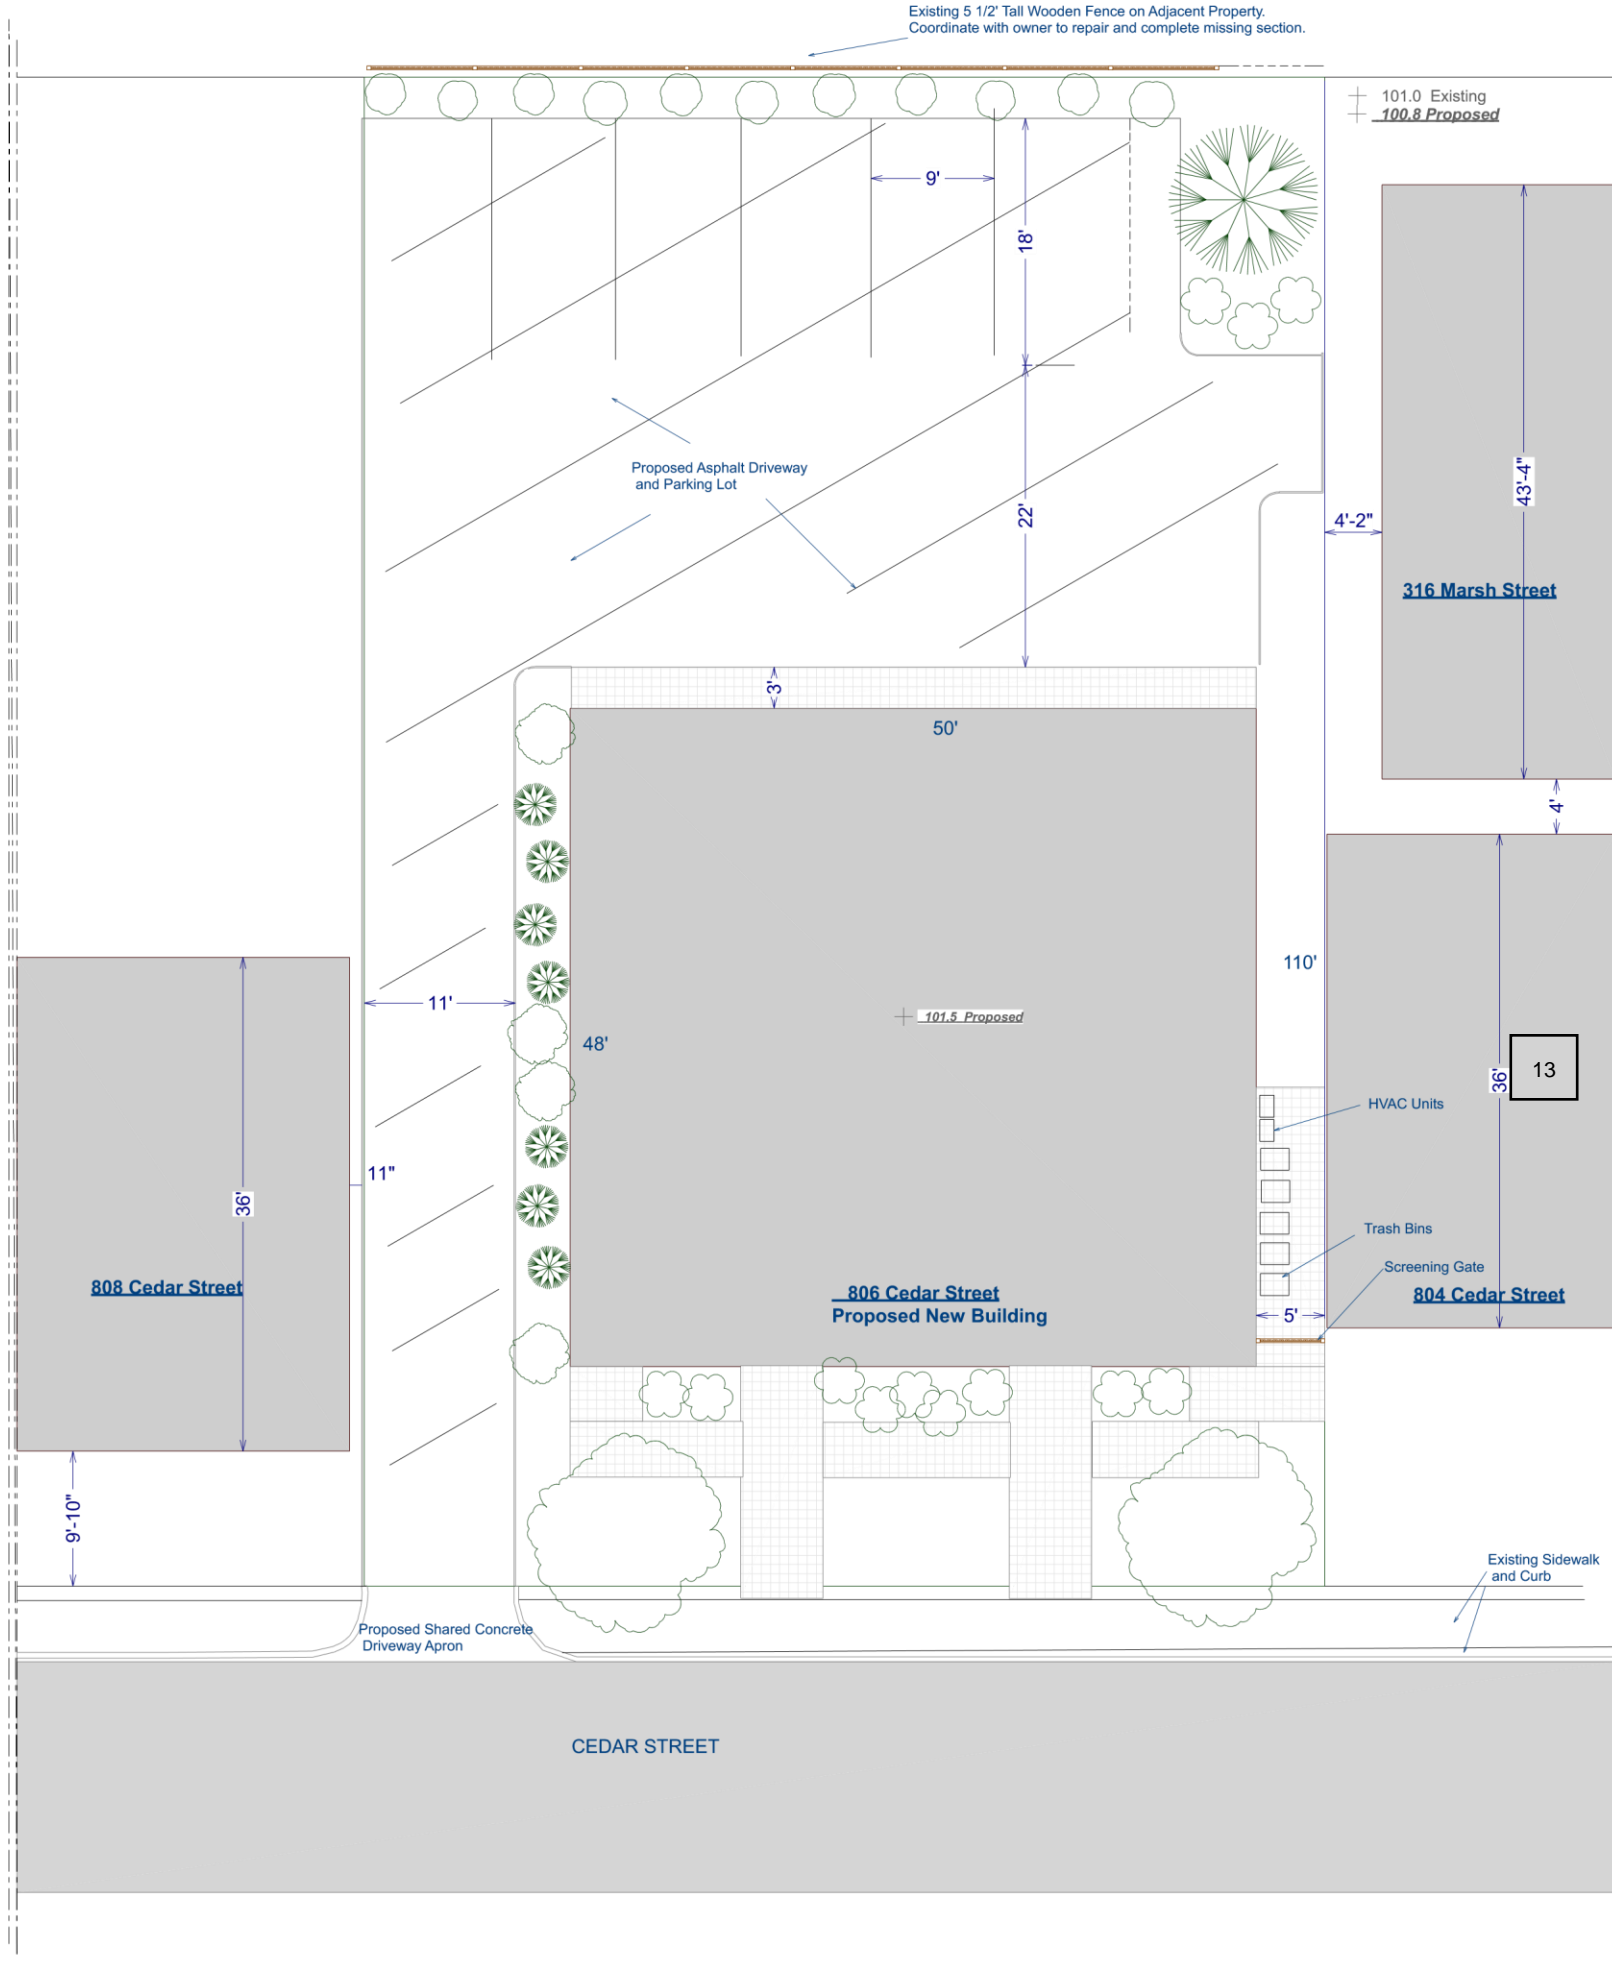 Existing 5 1/2' Tall Wooden Fence on Adjacent Property.
Coordinate with owner to repair and complete missing section.
101.0 Existing
100.8 Proposed
9'
18'
Proposed Asphalt Driveway
and Parking Lot
22'
43'-4"
4'-2"
316 Marsh Street
3'
50'
4'
110'
11'
101.5 Proposed
48'
13
36'
HVAC Units
11"
36'
Trash Bins
Screening Gate
808 Cedar Street
806 Cedar Street
Proposed New Building
804 Cedar Street
5'
9'-10"
Existing Sidewalk
and Curb
Proposed Shared Concrete
Driveway Apron
CEDAR STREET